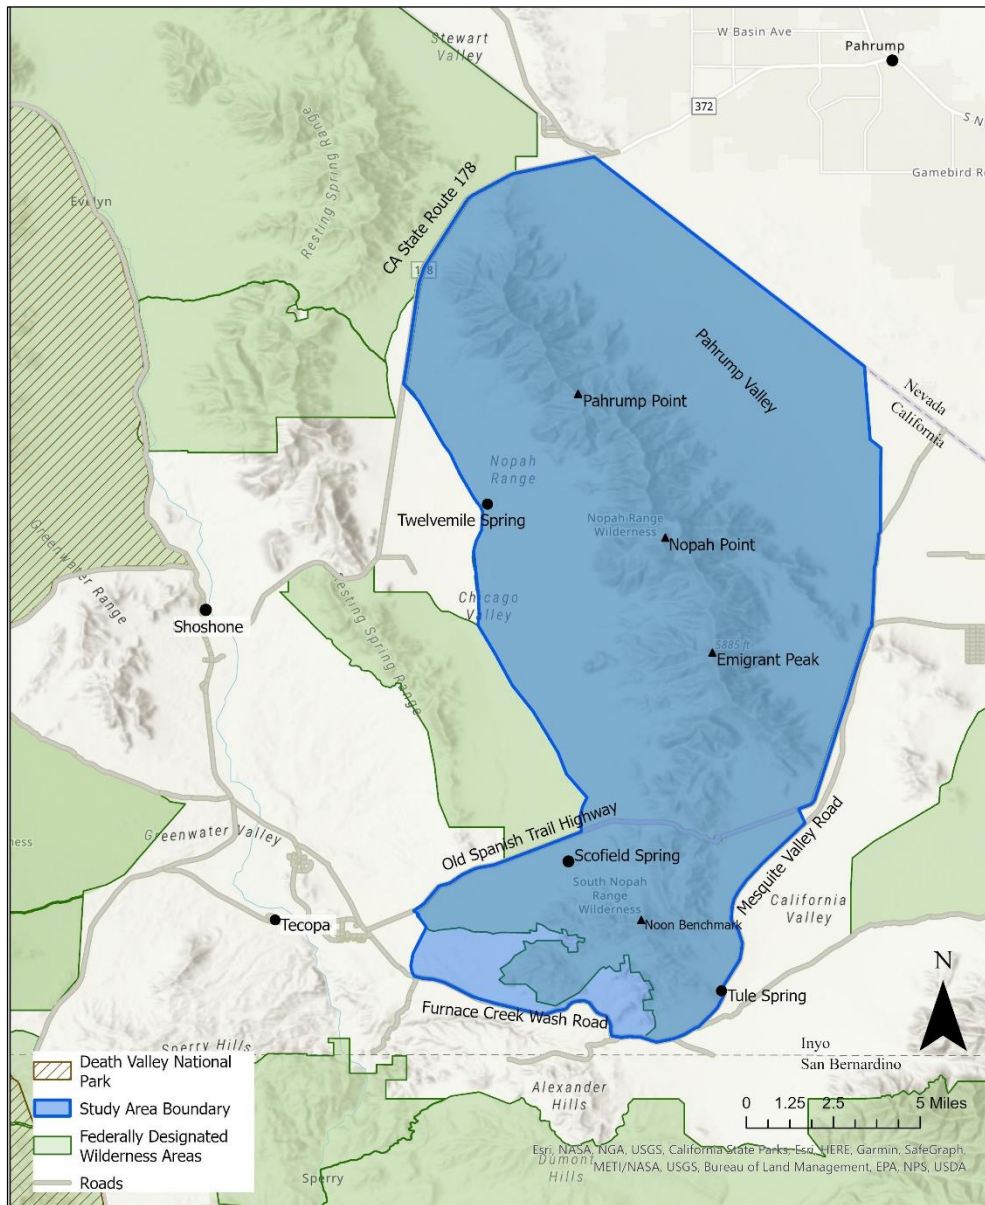 Stewart
Valley
W Basin Ave
Pahrump
372
S N
Gamebird Ro
Resting Spring Range
Evelyn
CA State Route 178
178
Pahrump Valley
Nevada
California
Pahrump Point
Nopah
Range
Twelvemile Spring
Nopah Range
Wilderness
Nopah Point
Greenwater Range
Resting Spring Range
Chicago
Valley
Shoshone
5885 ft
Emigrant Peak
Greenwater Valley
Old Spanish Trail Highway
Mesquite Valley Road
Scofield Spring
South Nopah
Range
Wilderness
Noon Benchmark
California
Valley
Tecopa
ness
N
Tule Spring
Furnace Creek Wash Road
Sperry Hills
Inyo
San Bernardino
Death Valley National
Park
Study Area Boundary
Federally Designated
Wilderness Areas
Roads
Alexander
Hills
0 1.25 2.5 5 Miles
Sperry
Dumont
Hills
Esri, NASA, NGA, USGS, California State Parks, Esri, HERE, Garmin, SafeGraph,
METI/NASA, USGS, Bureau of Land Management, EPA, NPS, USDA